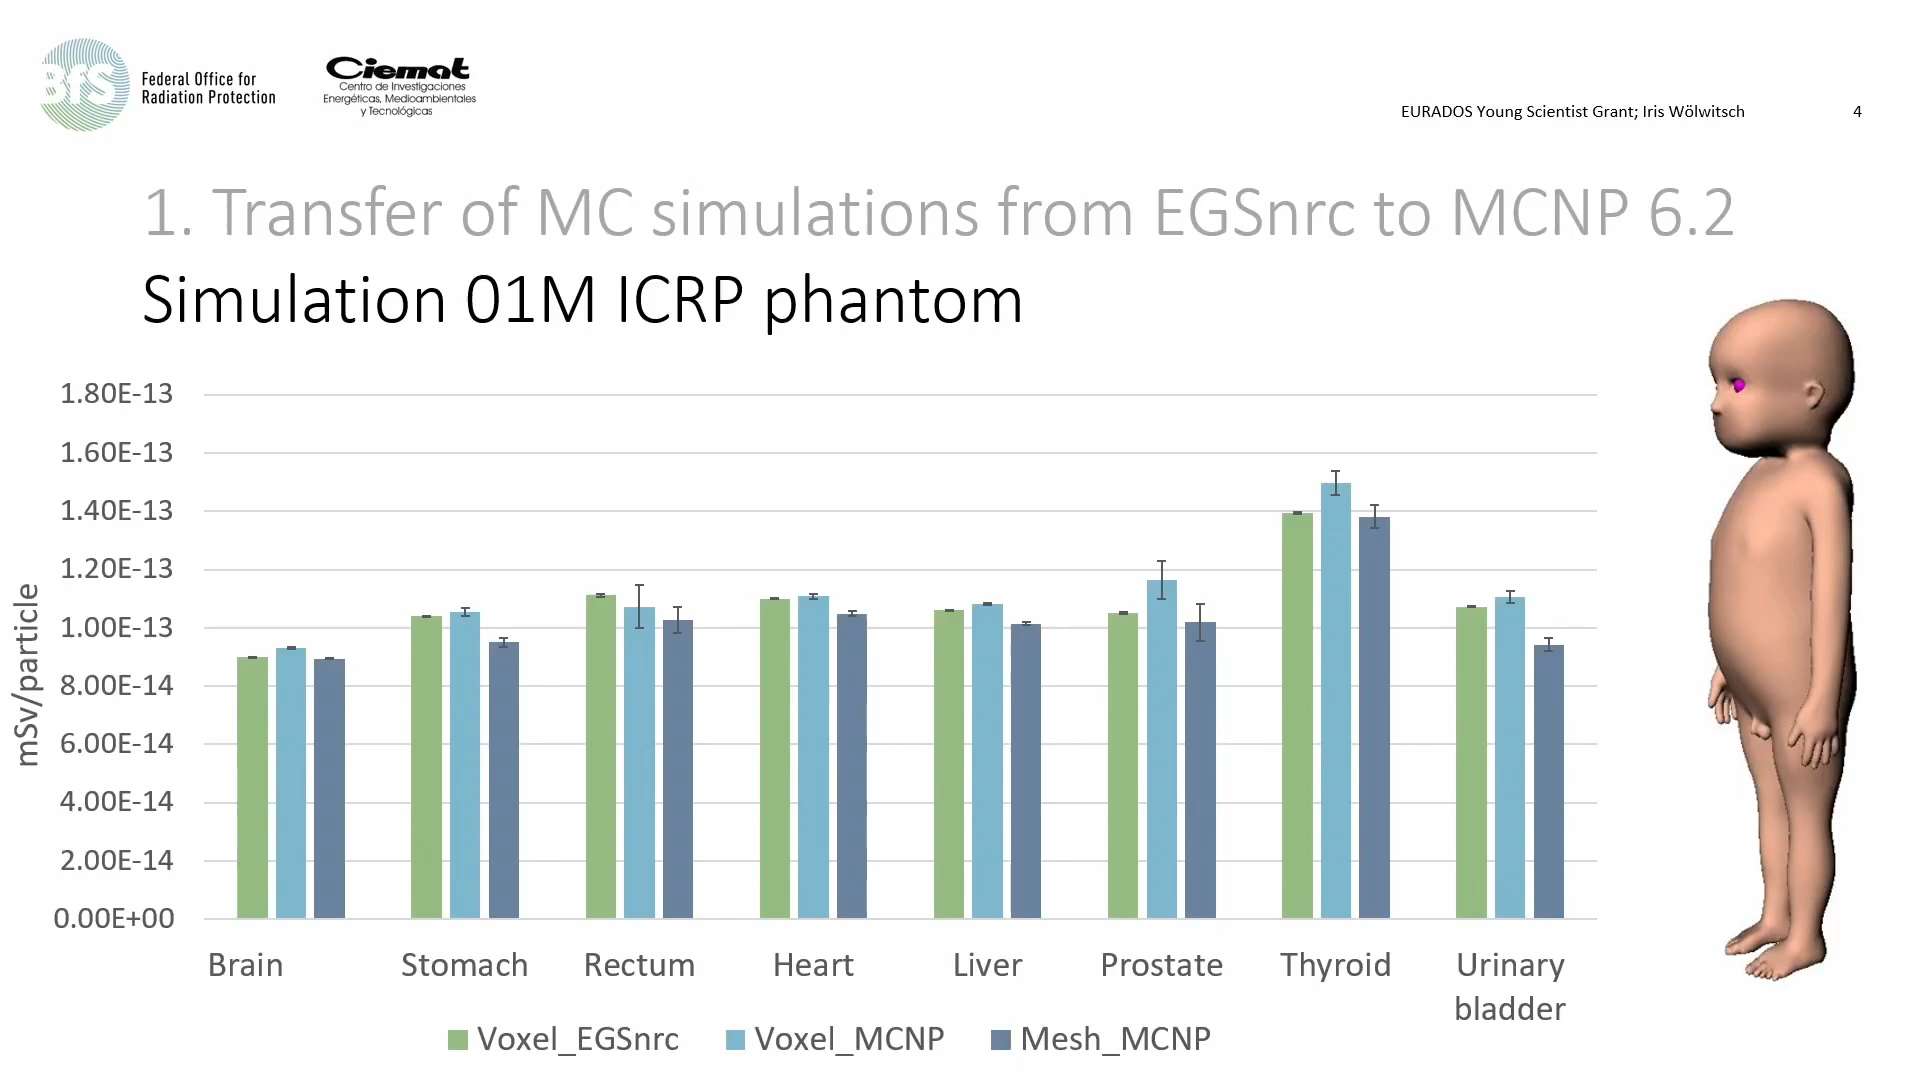 BfS
Federal Office for
Radiation Protection
Ciemat
Centro de Investigaciones
Energéticas, Medioambientales
y Tecnológicas
EURADOS Young Scientist Grant; Iris Wölwitsch
4
1. Transfer of MC simulations from EGSnrc to MCNP 6.2
Simulation 01M ICRP phantom
mSv/particle
1.80E-13
1.60E-13
1.40E-13
1.20E-13
1.00E-13
8.00E-14
6.00E-14
4.00E-14
2.00E-14
0.00E+00
Brain
Stomach
Rectum
Heart
Liver
Prostate
Thyroid
Urinary
bladder
Voxel_EGSnrc
Voxel_MCNP
Mesh_MCNP